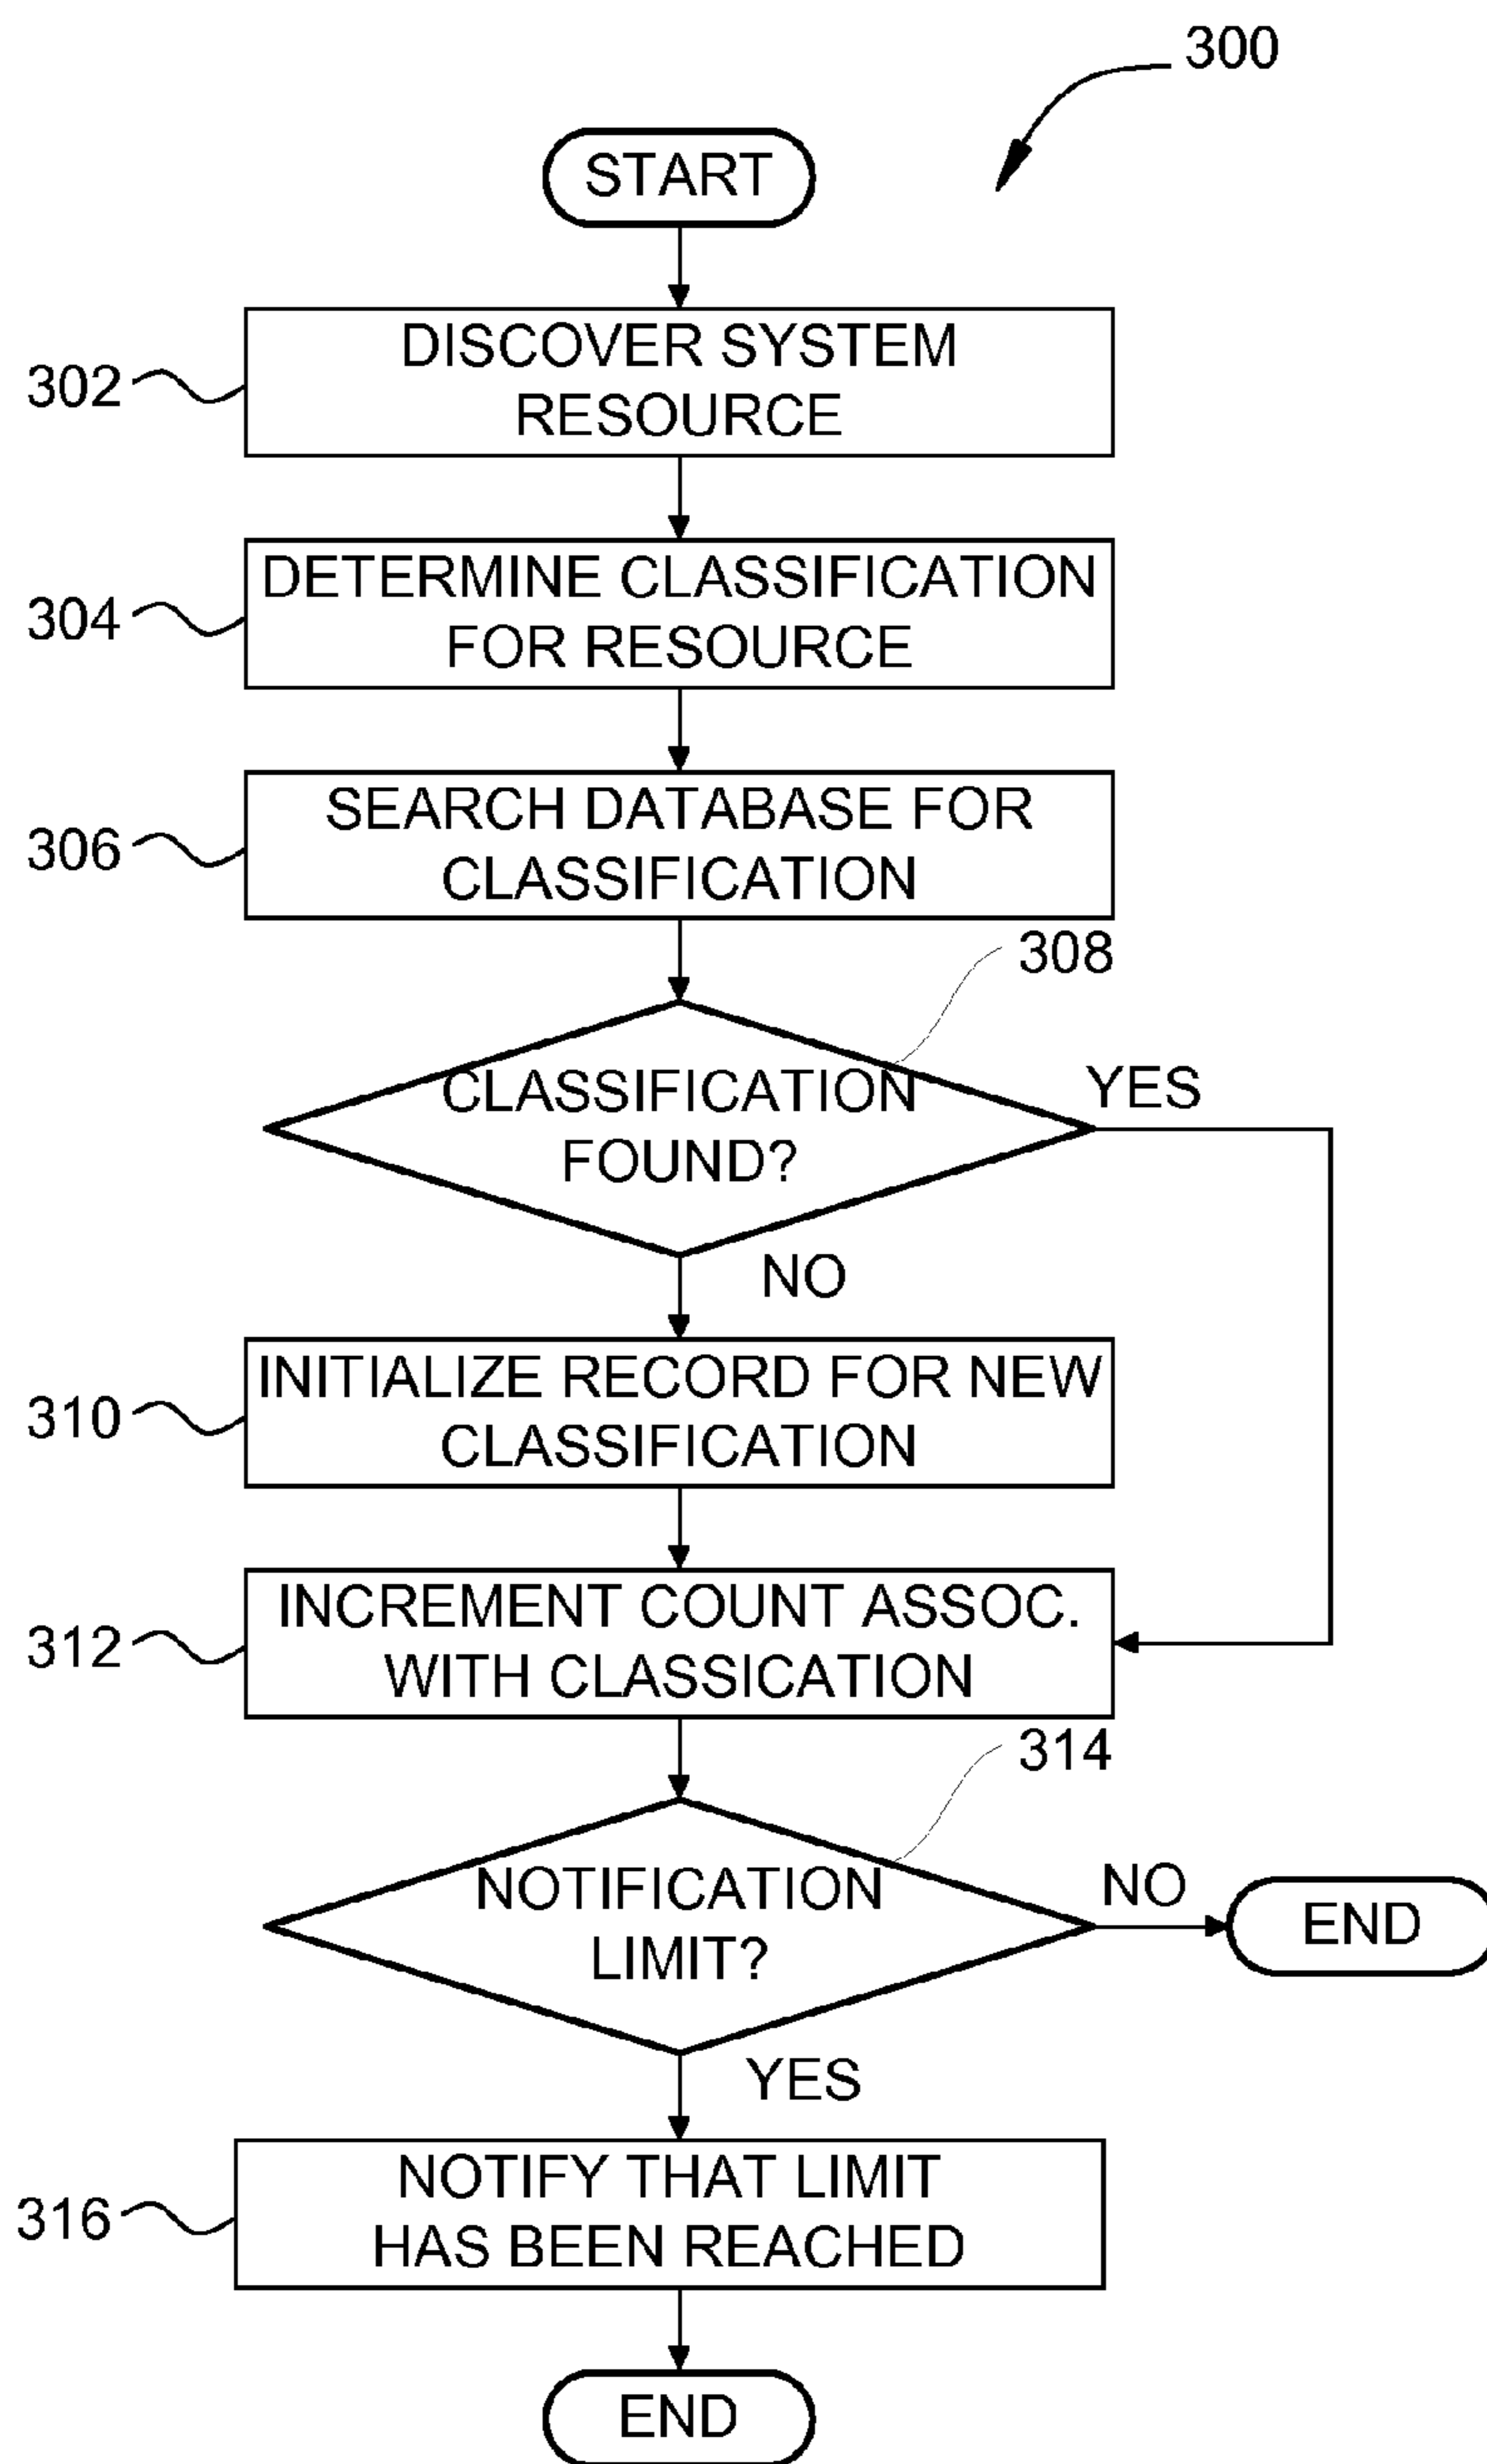 300
START
302
DISCOVER SYSTEM
RESOURCE
304
DETERMINE CLASSIFICATION
FOR RESOURCE
306
SEARCH DATABASE FOR
CLASSIFICATION
308
CLASSIFICATION
FOUND?
YES
NO
310
INITIALIZE RECORD FOR NEW
CLASSIFICATION
312
INCREMENT COUNT ASSOC.
WITH CLASSICATION
314
NOTIFICATION
LIMIT?
NO
END
YES
316
NOTIFY THAT LIMIT
HAS BEEN REACHED
END